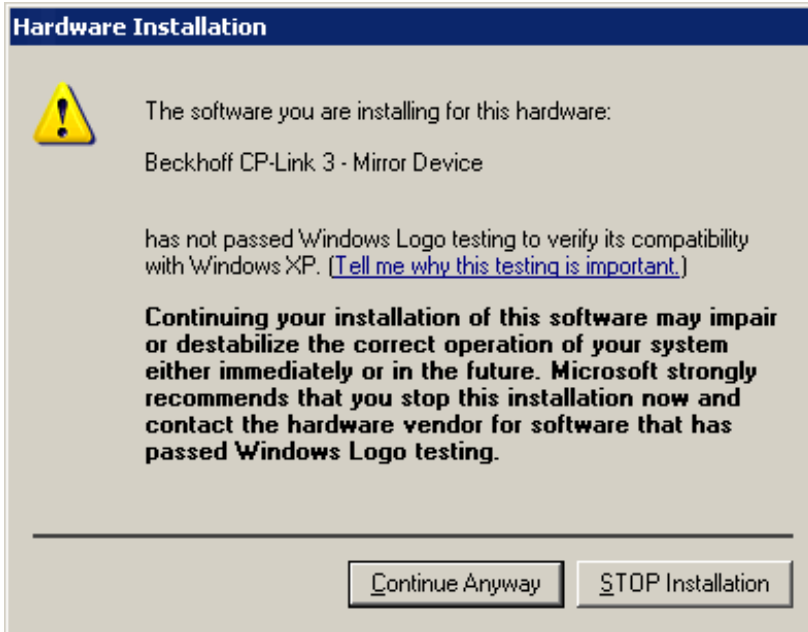 Hardware Installation
The software you are installing for this hardware:
Beckhoff CP-Link 3 - Mirror Device
has not passed Windows Logo testing to verify its compatibility
with Windows XP. (Tell me why this testing is important.)
Continuing your installation of this software may impair
or destabilize the correct operation of your system
either immediately or in the future. Microsoft strongly
recommends that you stop this installation now and
contact the hardware vendor for software that has
passed Windows Logo testing.
Continue Anyway
STOP Installation